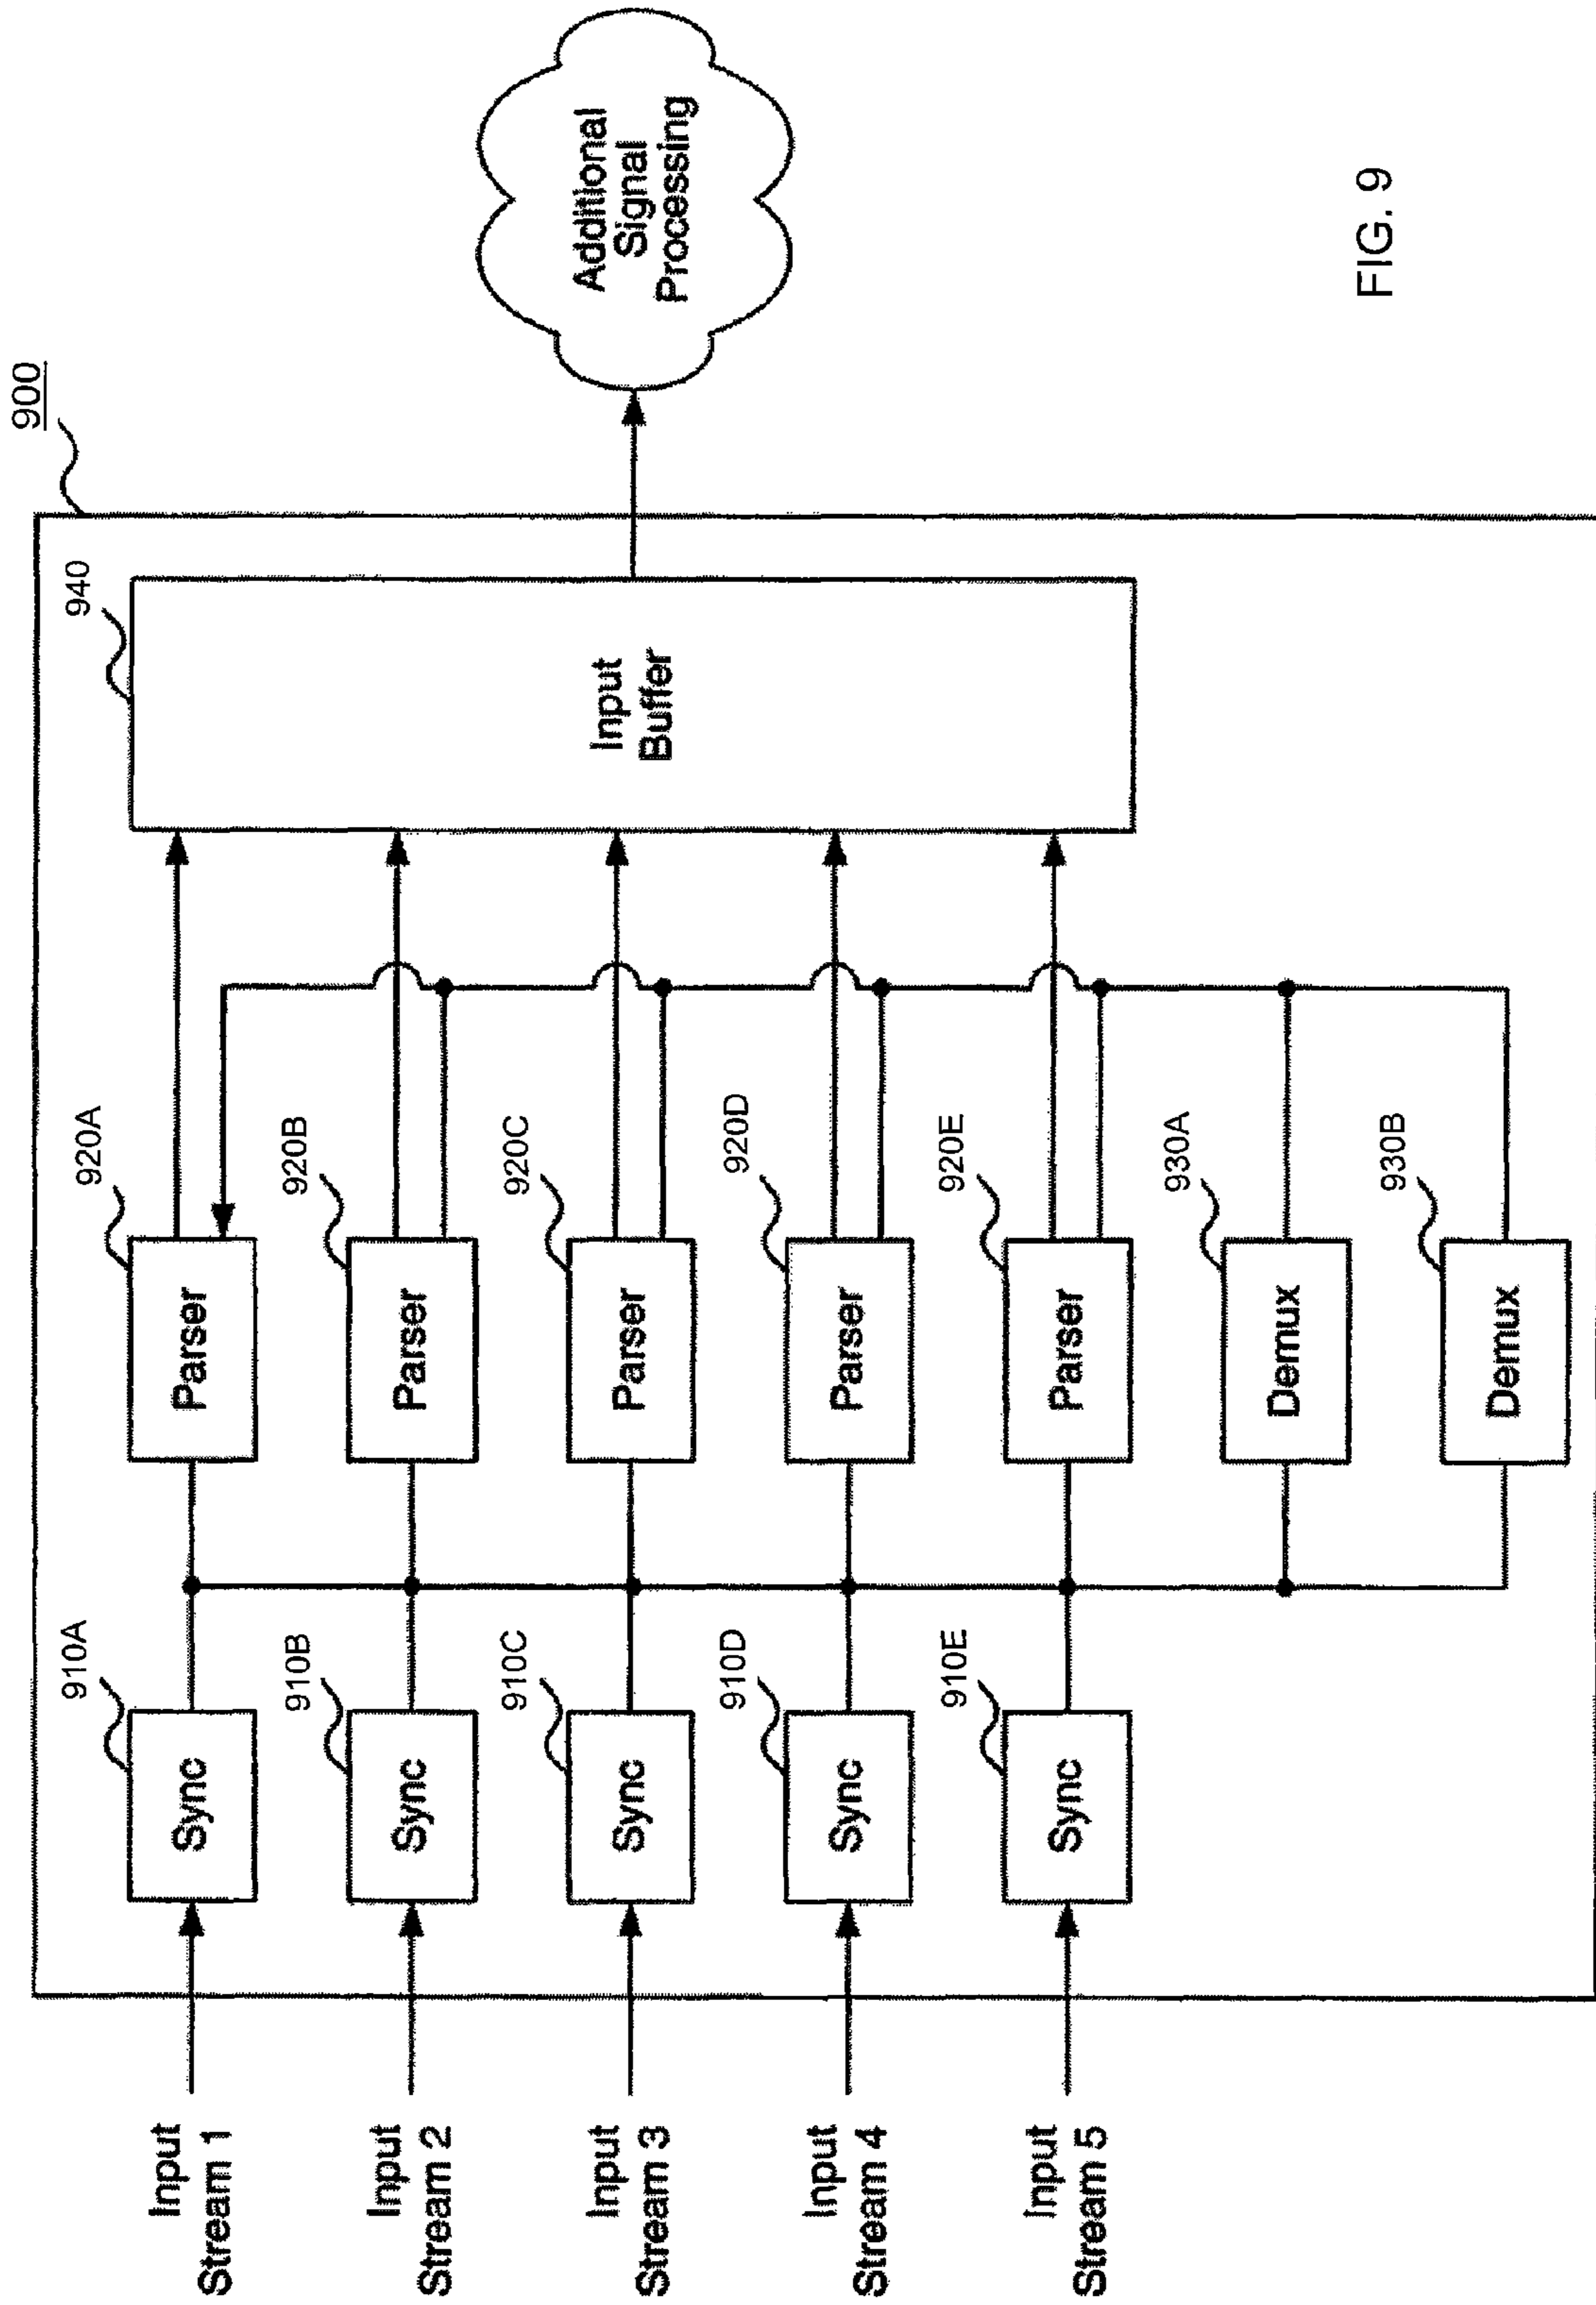 900
Input
Stream 1
910A
Sync
920A
Parser
940
Input
Buffer
Additional
Signal
Processing
Input
Stream 2
910B
Sync
920B
Parser
Input
Stream 3
910C
Sync
920C
Parser
Input
Stream 4
910D
Sync
920D
Parser
Input
Stream 5
910E
Sync
920E
Parser
930A
Demux
930B
Demux
FIG. 9